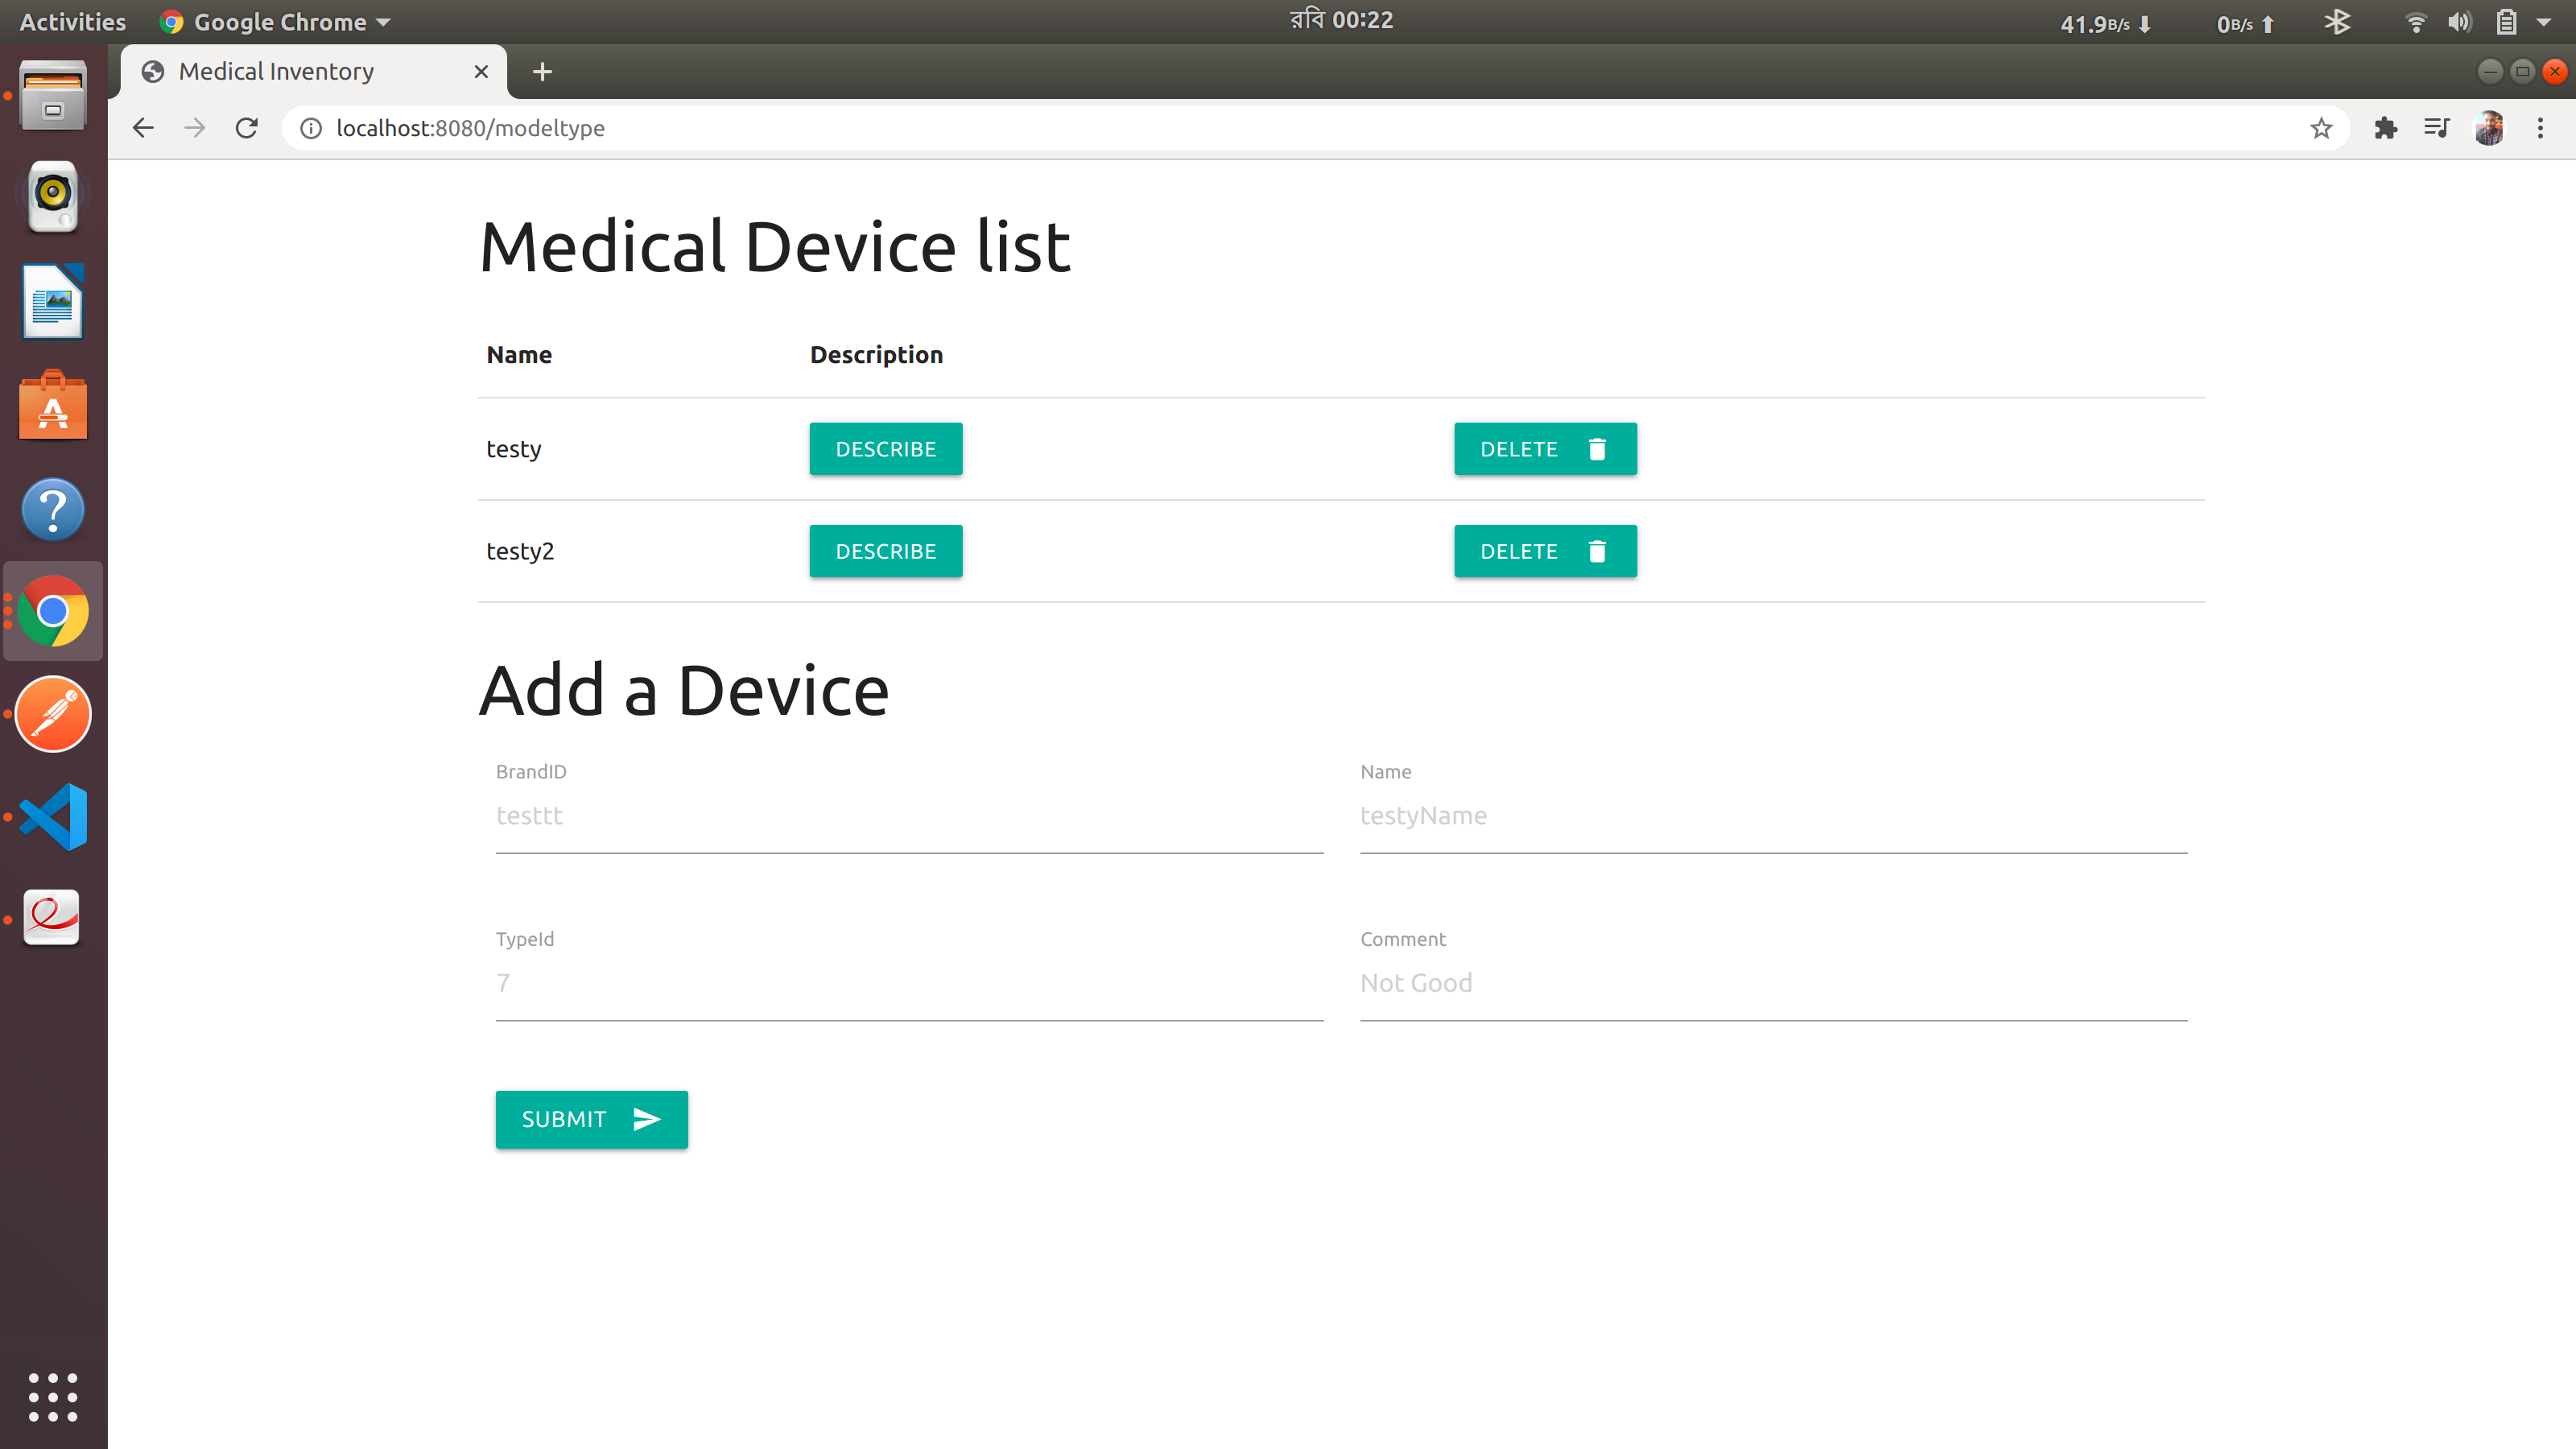 Activities Google Chrome রবি 00:22 41.9B/s 0B/s
Medical Inventory
localhost:8080/modeltype
Medical Device list
Name Description
testy DESCRIBE DELETE
testy2 DESCRIBE DELETE
Add a Device
BrandID Name
testtt testyName
TypeId Comment
7 Not Good
SUBMIT